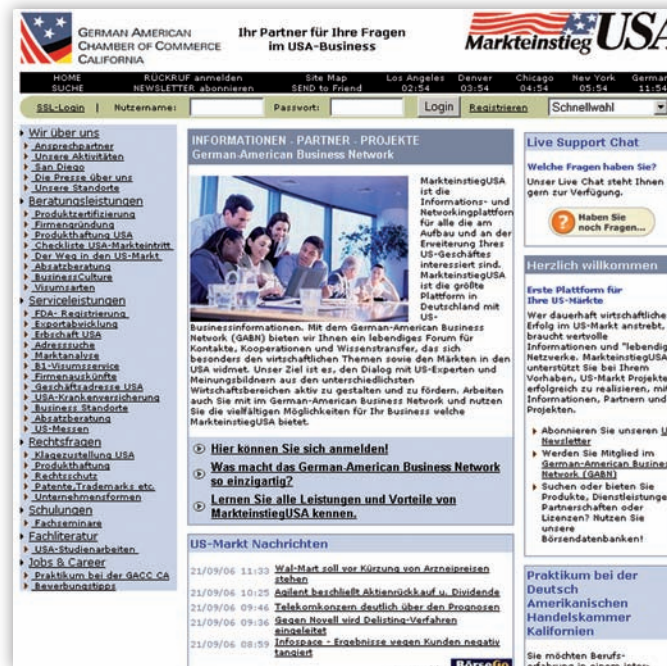 GERMAN AMERICAN
CHAMBER OF COMMERCE
CALIFORNIA
Ihr Partner für Ihre Fragen
im USA-Business
Markteinstieg USA
HOME
SUCHE
RÜCKRUF anmelden
NEWSLETTER abonnieren
Site Map
SEND to Friend
Los Angeles
02:54
Denver
03:54
Chicago
04:54
New York
05:54
German
11:54
SSL-Login | Nutzername: Passwort: Login Registrieren Schnellwahl
Wir über uns
Ansprechpartner
Unsere Aktivitäten
San Diego
Die Presse über uns
Unsere Standorte
Beratungsleistungen
Produktzertifizierung
Firmengründung
Produkthaftung USA
Checkliste USA-Markteintritt
Der Weg in den US-Markt
Absatzberatung
BusinessCulture
Visumsarten
Serviceleistungen
FDA- Registrierung
Exportabwicklung
Erbschaft USA
Adresssuche
Marktanalyse
B1-Visumsservice
Firmenauskünfte
Geschäftsadresse USA
USA-Krankenversicherung
Business Standorte
Absatzberatung
US-Messen
Rechtsfragen
Klagezustellung USA
Produkthaftung
Rechtsschutz
Patente,Trademarks etc.
Unternehmensformen
Schulungen
Fachseminare
Fachliteratur
USA-Studienarbeiten
Jobs & Career
Praktikum bei der GACC CA
Bewerbungstipps
INFORMATIONEN - PARTNER - PROJEKTE
German-American Business Network
MarkteinstiegUSA
ist die
Informations- und
Networkingplattform
für alle die am
Aufbau und an der
Erweiterung Ihres
US-Geschäftes
interessiert sind.
MarkteinstiegUSA
ist die größte
Plattform in
Deutschland mit
US-
Businessinformationen. Mit dem German-American Business
Network (GABN) bieten wir Ihnen ein lebendiges Forum für
Kontakte, Kooperationen und Wissenstransfer, das sich
besonders den wirtschaftlichen Themen sowie den Märkten in den
USA widmet. Unser Ziel ist es, den Dialog mit US-Experten und
Meinungsbildnern aus den unterschiedlichsten
Wirtschaftsbereichen aktiv zu gestalten und zu fördern. Arbeiten
auch Sie mit im German-American Business Network und nutzen
Sie die vielfältigen Möglichkeiten für Ihr Business welche
MarkteinstiegUSA bietet.
Hier können Sie sich anmelden!
Was macht das German-American Business Network
so einzigartig?
Lernen Sie alle Leistungen und Vorteile von
MarkteinstiegUSA kennen.
US-Markt Nachrichten
21/09/06 11:33 Wal-Mart soll vor Kürzung von Arzneipreisen
stehen
21/09/06 10:25 Agilent beschließt Aktienrückkauf u. Dividende
21/09/06 09:46 Telekomkonzern deutlich über den Prognosen
21/09/06 09:36 Gegen Novell wird Delisting-Verfahren
eingeleitet
21/09/06 08:59 Infospace - Ergebnisse wegen Kunden negativ
tangiert
BörseGo
Live Support Chat
Welche Fragen haben Sie?
Unser Live Chat steht Ihnen
gern zur Verfügung.
? Haben Sie
noch Fragen...
Herzlich willkommen
Erste Plattform für
Ihre US-Märkte
Wer dauerhaft wirtschaftliche
Erfolg im US-Markt anstrebt,
braucht wertvolle
Informationen und "lebendig
Netzwerke. MarkteinstiegUSA
unterstützt Sie bei Ihrem
Vorhaben, US-Markt Projekte
erfolgreich zu realisieren, mit
Informationen, Partnern und
Projekten.
Abonnieren Sie unseren U
Newsletter
Werden Sie Mitglied im
German-American Busines
Network (GABN)
Suchen oder bieten Sie
Produkte, Dienstleistunge
Partnerschaften oder
Lizenzen? Nutzen Sie
unsere
Börsendatenbanken!
Praktikum bei der
Deutsch
Amerikanischen
Handelskammer
Kalifornien
Sie möchten Berufs-